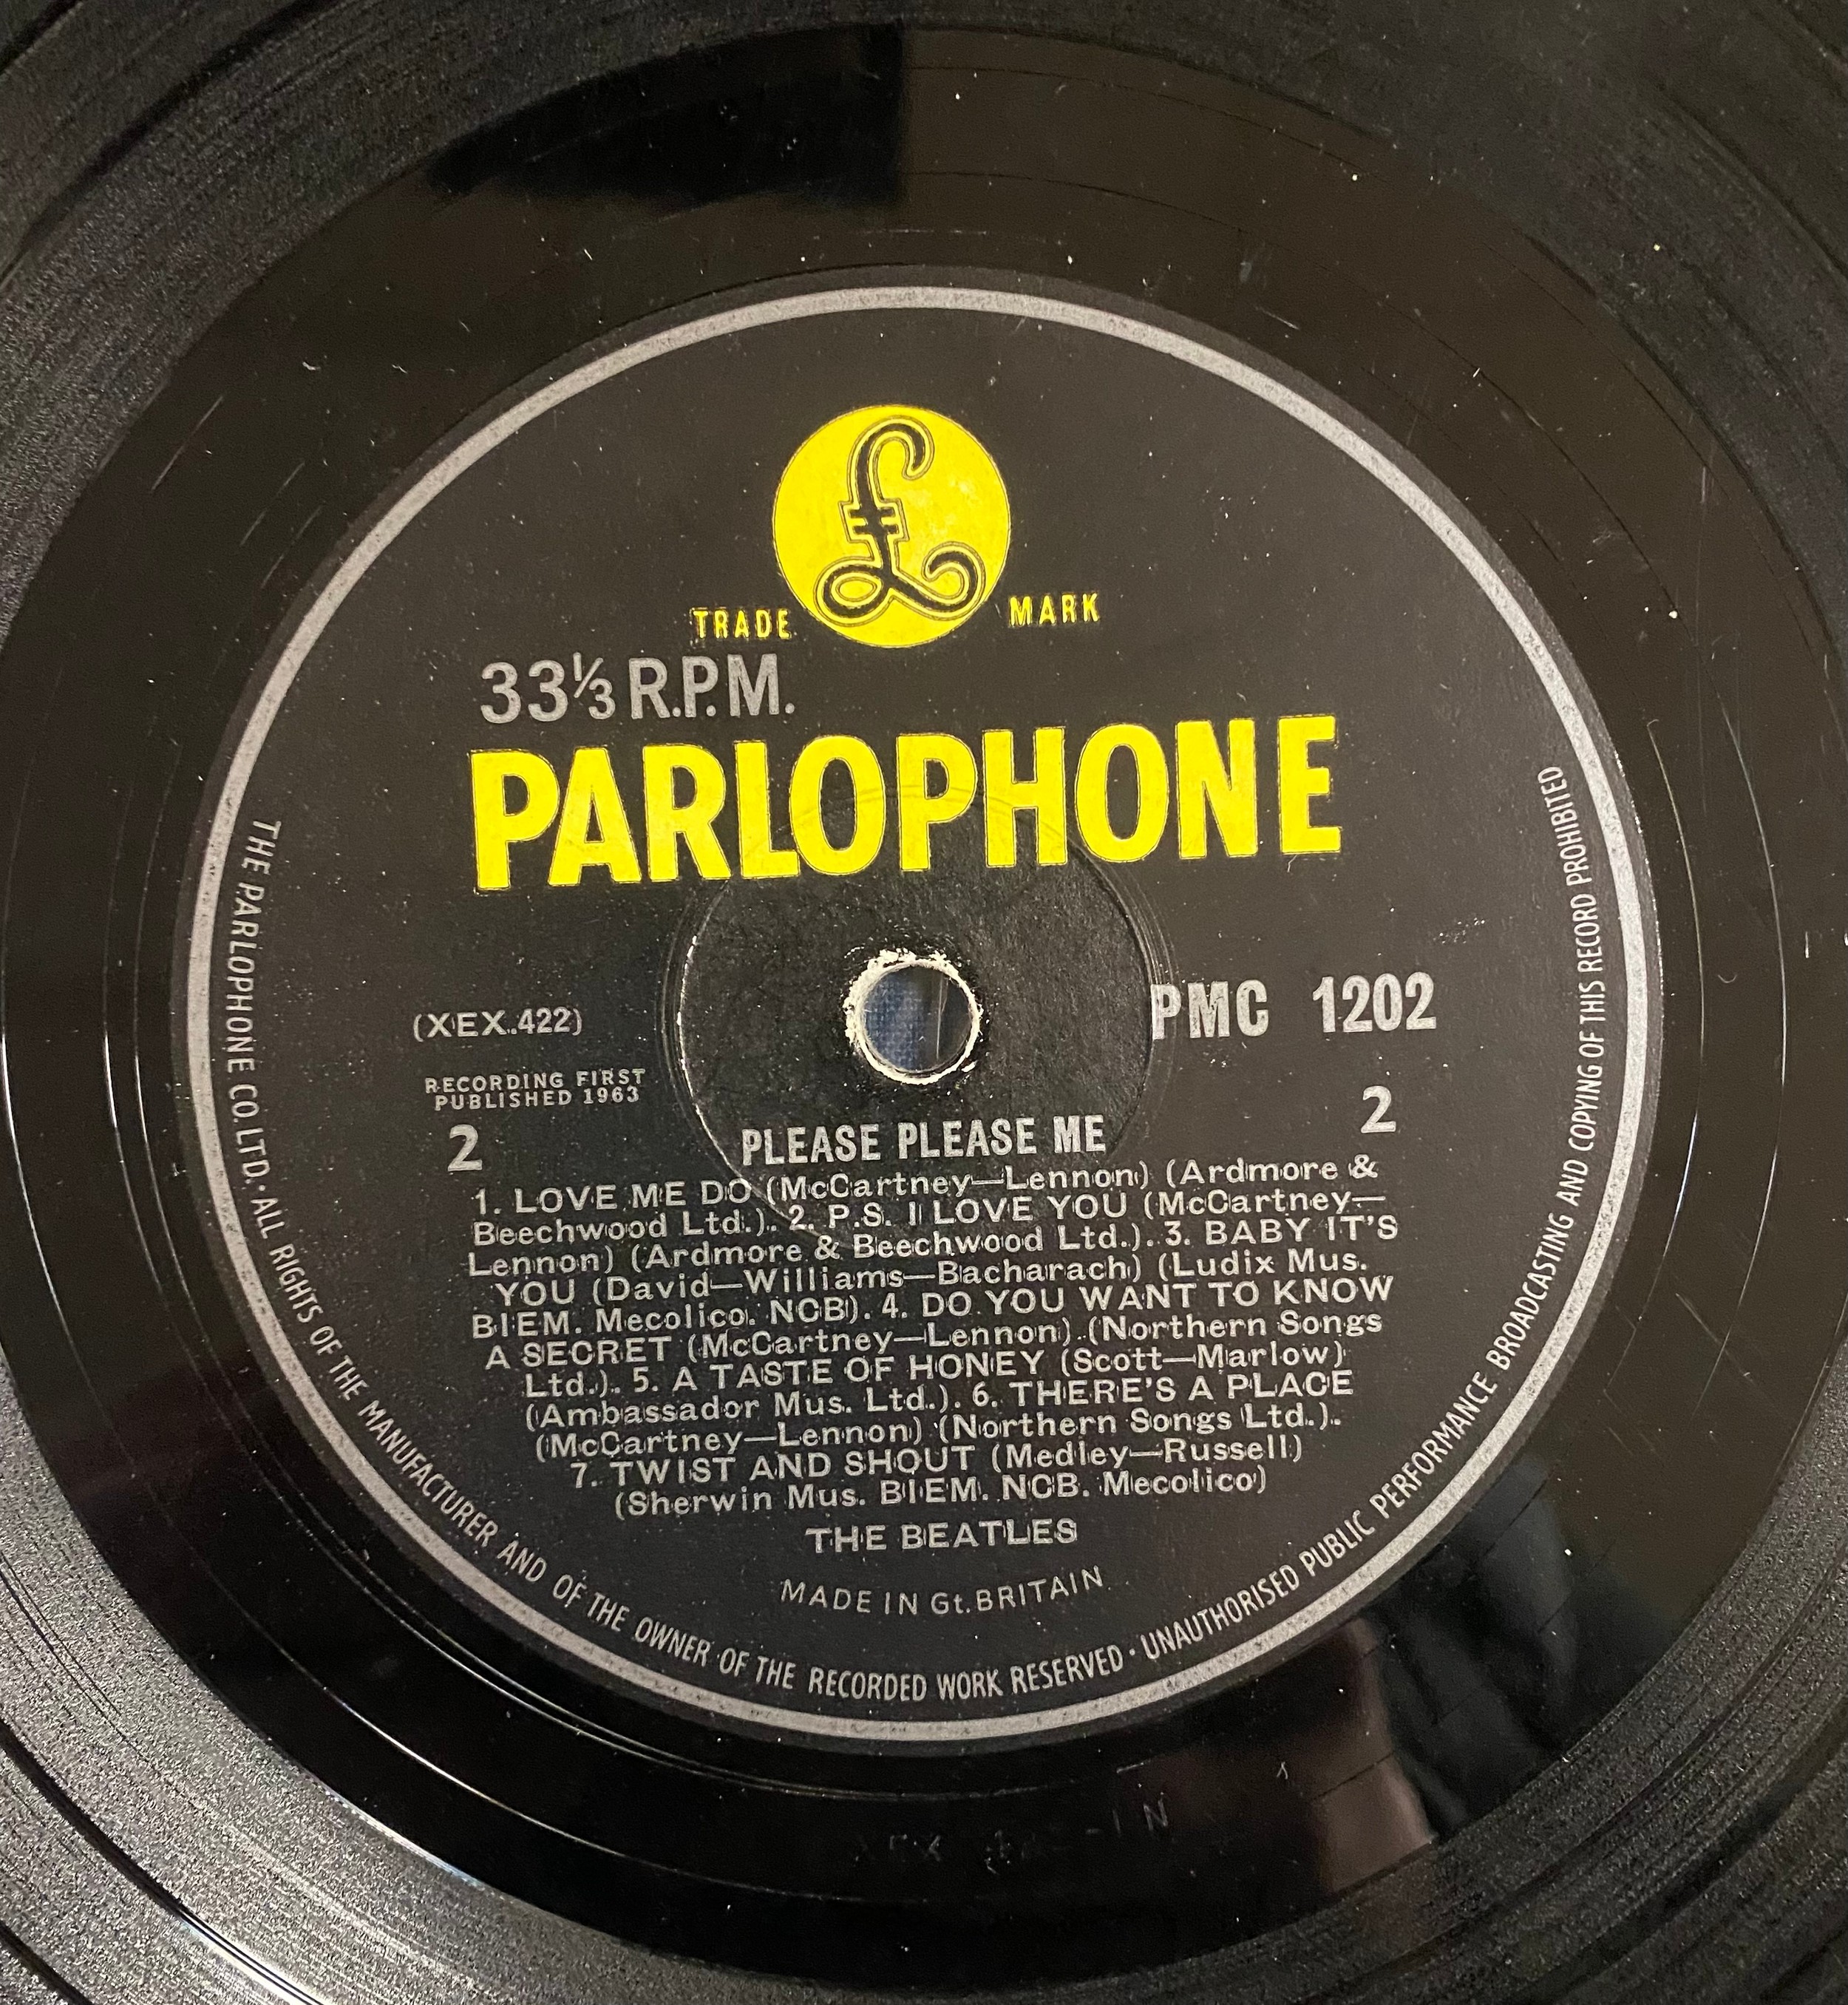 £
TRADE MARK
33⅓ R.P.M.
PARLOPHONE
(XEX.422)
PMC 1202
RECORDING FIRST
PUBLISHED 1963
2
2
PLEASE PLEASE ME
1. LOVE ME DO (McCartney—Lennon) (Ardmore &
Beechwood Ltd.). 2. P.S. I LOVE YOU (McCartney—
Lennon) (Ardmore & Beechwood Ltd.). 3. BABY IT'S
YOU (David—Williams—Bacharach) (Ludix Mus.
BIEM. Mecolico. NCB). 4. DO YOU WANT TO KNOW
A SECRET (McCartney—Lennon) (Northern Songs
Ltd.). 5. A TASTE OF HONEY (Scott—Marlow)
(Ambassador Mus. Ltd.). 6. THERE'S A PLACE
(McCartney—Lennon) (Northern Songs Ltd.).
7. TWIST AND SHOUT (Medley—Russell)
(Sherwin Mus. BIEM. NCB. Mecolico)
THE BEATLES
MADE IN Gt. BRITAIN
THE PARLOPHONE CO. LTD. · ALL RIGHTS OF THE MANUFACTURER AND OF THE OWNER OF THE RECORDED WORK RESERVED · UNAUTHORISED PUBLIC PERFORMANCE BROADCASTING AND COPYING OF THIS RECORD PROHIBITED